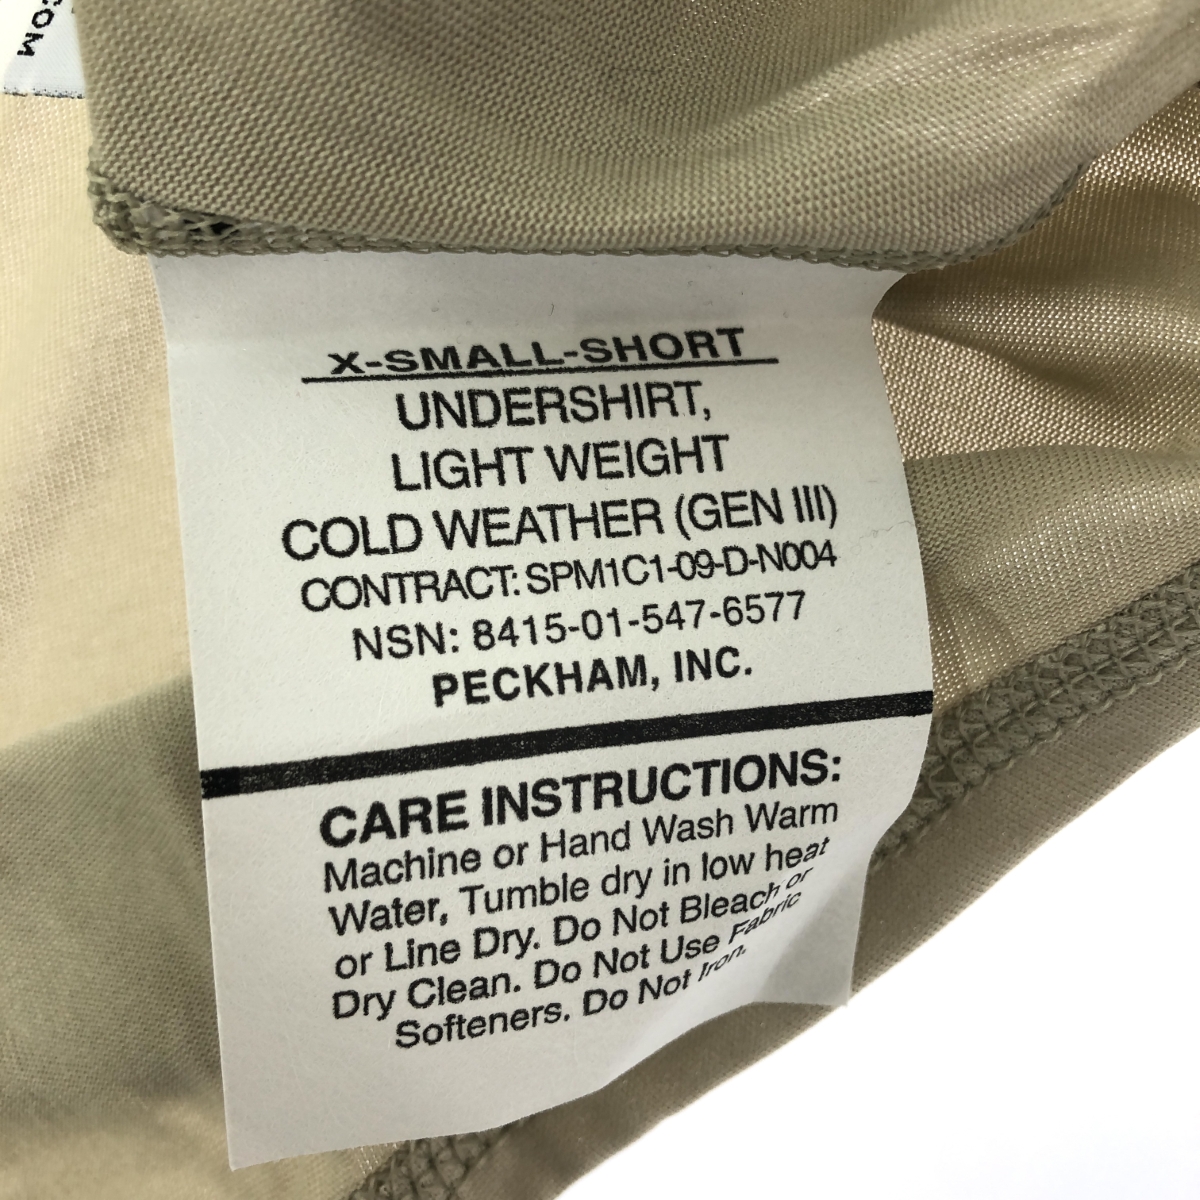 COM
X-SMALL-SHORT
UNDERSHIRT,
LIGHT WEIGHT
COLD WEATHER (GEN III)
CONTRACT: SPM1C1-09-D-N004
NSN: 8415-01-547-6577
PECKHAM, INC.
CARE INSTRUCTIONS:
Machine or Hand Wash Warm
Water, Tumble dry in low heat
or Line Dry. Do Not Bleach or
Dry Clean. Do Not Use Fabric
Softeners. Do Not Iron.